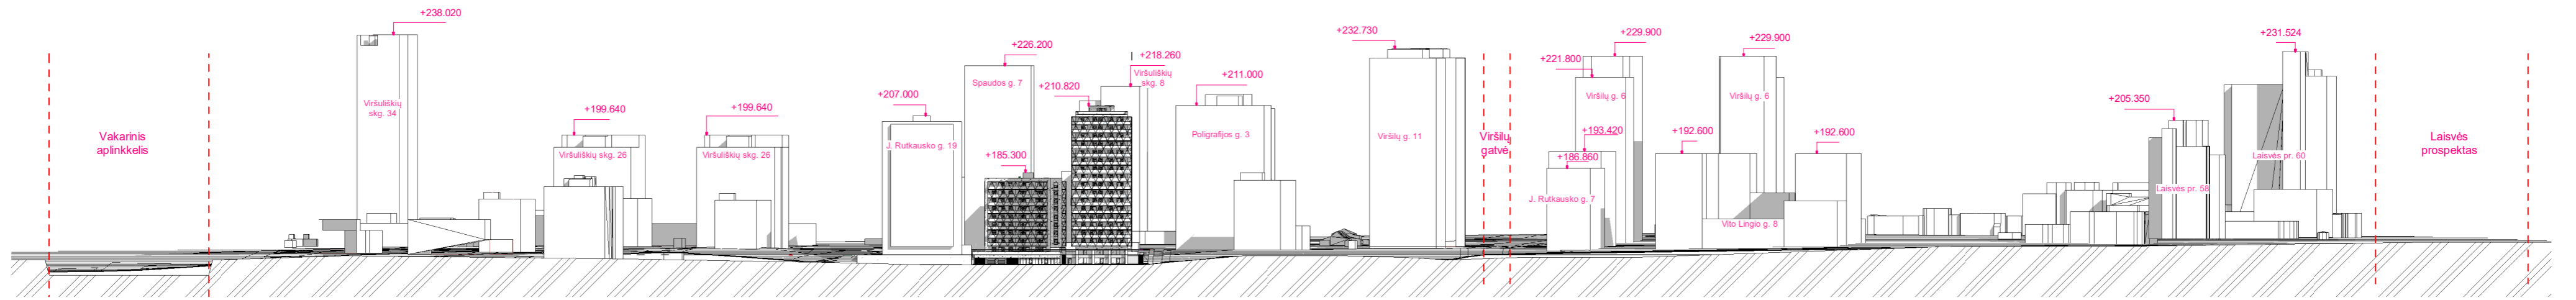 Vakarinis
aplinkkelis
+238.020
Viršuliškių
skg. 34
+199.640
Viršuliškių skg. 26
+199.640
Viršuliškių skg. 26
+207.000
J. Rutkausko g. 19
+226.200
Spaudos g. 7
+185.300
+210.820
+218.260
Viršuliškių
skg. 8
+211.000
Poligrafijos g. 3
+232.730
Viršilų g. 11
Viršilų
gatvė
+221.800
+229.900
Viršilų g. 6
+193.420
+186.860
J. Rutkausko g. 7
+192.600
+229.900
Viršilų g. 6
Vito Lingio g. 8
+192.600
+205.350
Laisvės pr. 58
+231.524
Laisvės pr. 60
Laisvės
prospektas